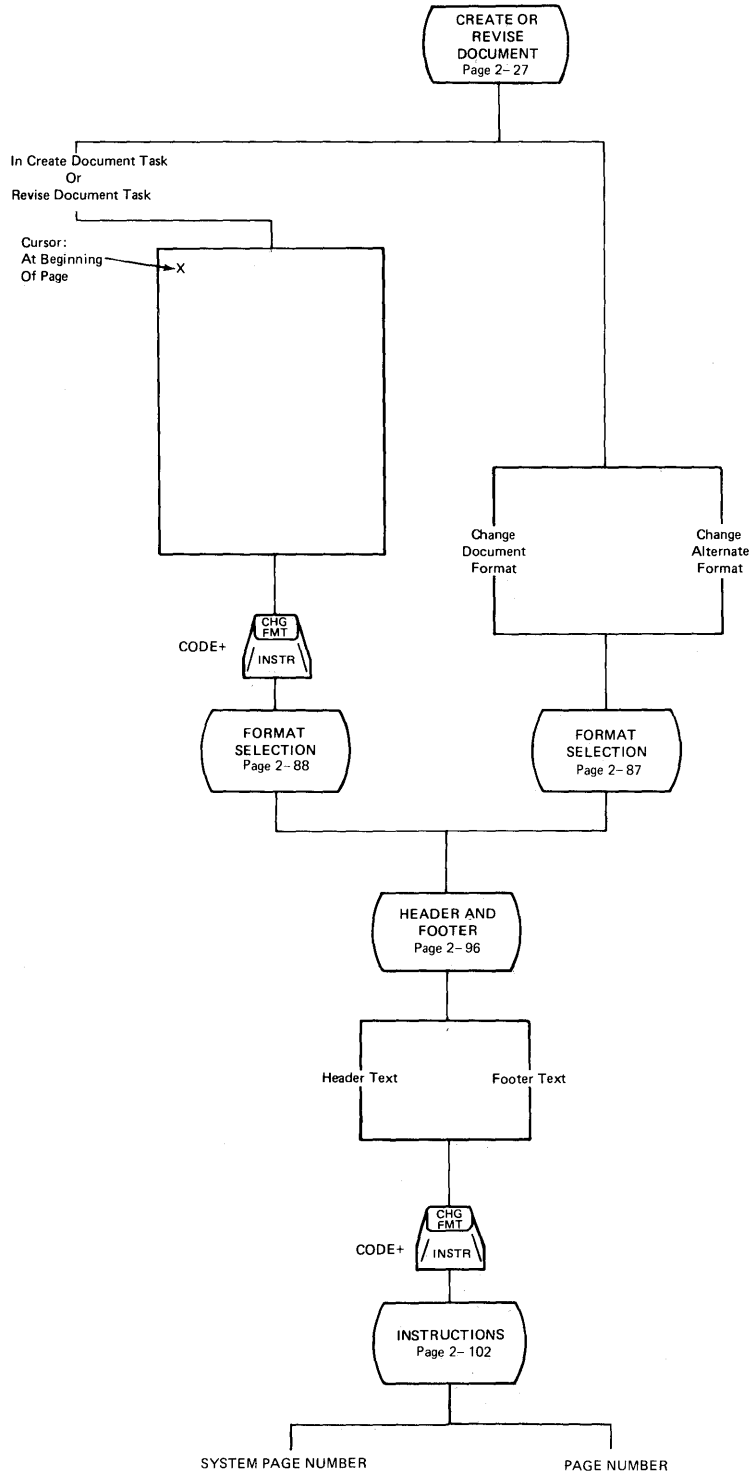 CREATE OR
REVISE
DOCUMENT
Page 2-27
In Create Document Task
Or
Revise Document Task
Cursor:
At Beginning
Of Page
X
Change
Document
Format
Change
Alternate
Format
CODE+
CHG
FMT
INSTR
FORMAT
SELECTION
Page 2-88
FORMAT
SELECTION
Page 2-87
HEADER AND
FOOTER
Page 2-96
Header Text
Footer Text
CODE+
CHG
FMT
INSTR
INSTRUCTIONS
Page 2-102
SYSTEM PAGE NUMBER
PAGE NUMBER